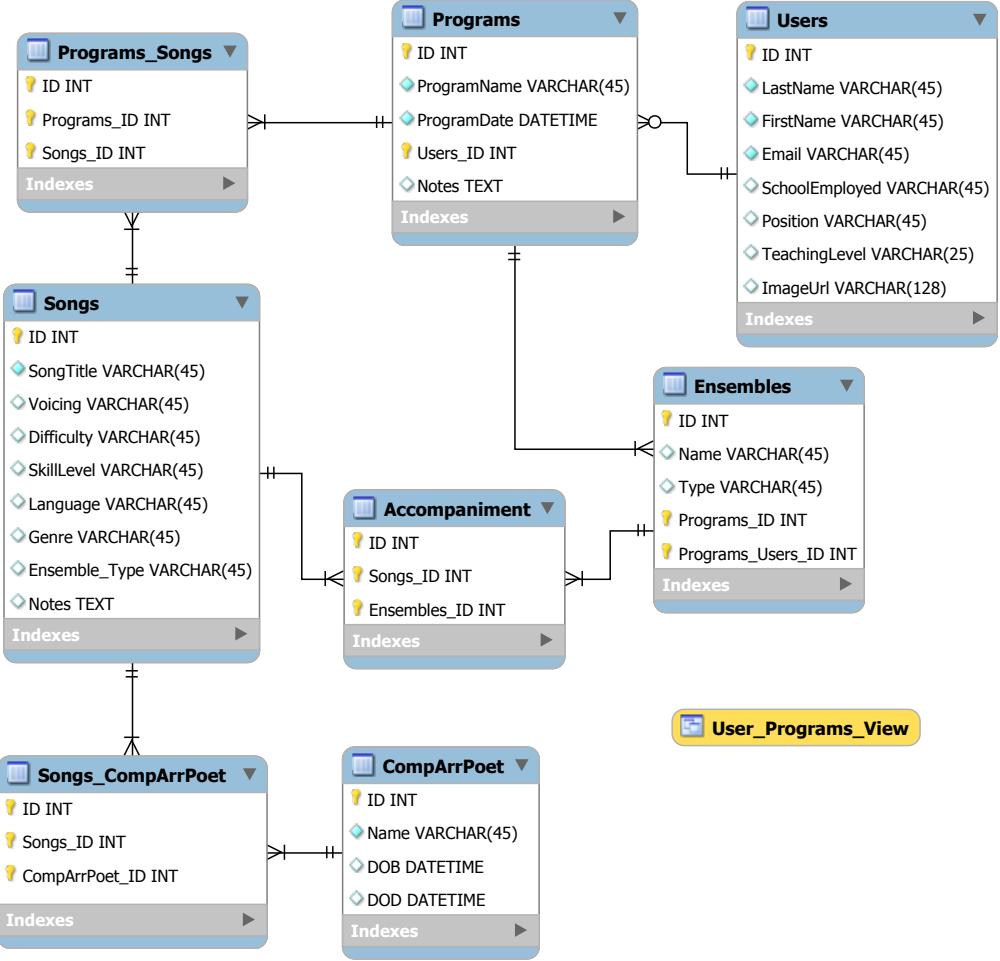 Programs_Songs
ID INT
Programs_ID INT
Songs_ID INT
Indexes
Programs
ID INT
ProgramName VARCHAR(45)
ProgramDate DATETIME
Users_ID INT
Notes TEXT
Indexes
Users
ID INT
LastName VARCHAR(45)
FirstName VARCHAR(45)
Email VARCHAR(45)
SchoolEmployed VARCHAR(45)
Position VARCHAR(45)
TeachingLevel VARCHAR(25)
ImageUrl VARCHAR(128)
Indexes
Songs
ID INT
SongTitle VARCHAR(45)
Voicing VARCHAR(45)
Difficulty VARCHAR(45)
SkillLevel VARCHAR(45)
Language VARCHAR(45)
Genre VARCHAR(45)
Ensemble_Type VARCHAR(45)
Notes TEXT
Indexes
Ensembles
ID INT
Name VARCHAR(45)
Type VARCHAR(45)
Programs_ID INT
Programs_Users_ID INT
Indexes
Accompaniment
ID INT
Songs_ID INT
Ensembles_ID INT
Indexes
User_Programs_View
Songs_CompArrPoet
ID INT
Songs_ID INT
CompArrPoet_ID INT
Indexes
CompArrPoet
ID INT
Name VARCHAR(45)
DOB DATETIME
DOD DATETIME
Indexes